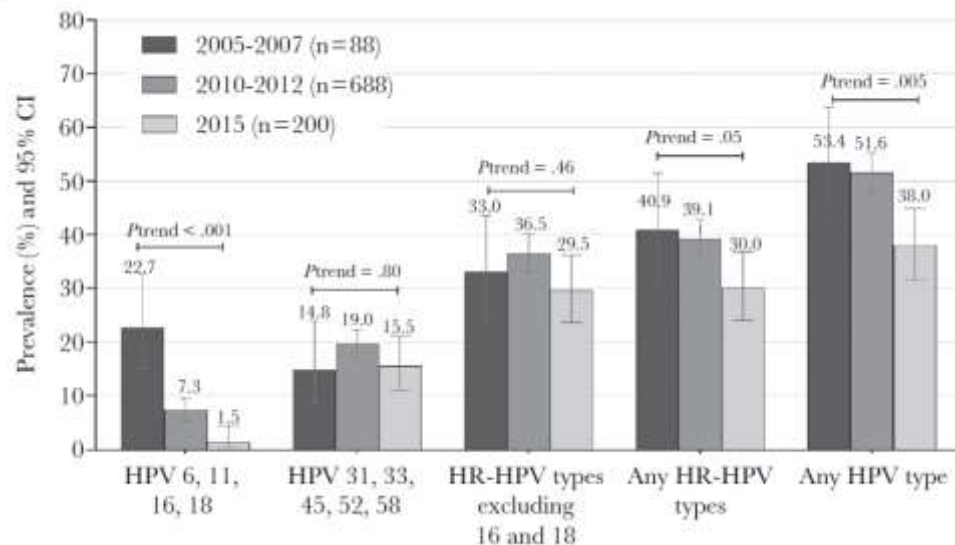 80
70
60
50
40
30
20
10
0
Prevalence (%) and 95% CI
2005-2007 (n=88)
2010-2012 (n=688)
2015 (n=200)
Ptrend < .001
22.7
7.3
1.5
Ptrend = .80
14.8
19.0
15.5
Ptrend = .46
33.0
36.5
29.5
Ptrend = .05
40.9
39.1
30.0
Ptrend = .005
53.4
51.6
38.0
HPV 6, 11,
16, 18
HPV 31, 33,
45, 52, 58
HR-HPV types
excluding
16 and 18
Any HR-HPV
types
Any HPV type